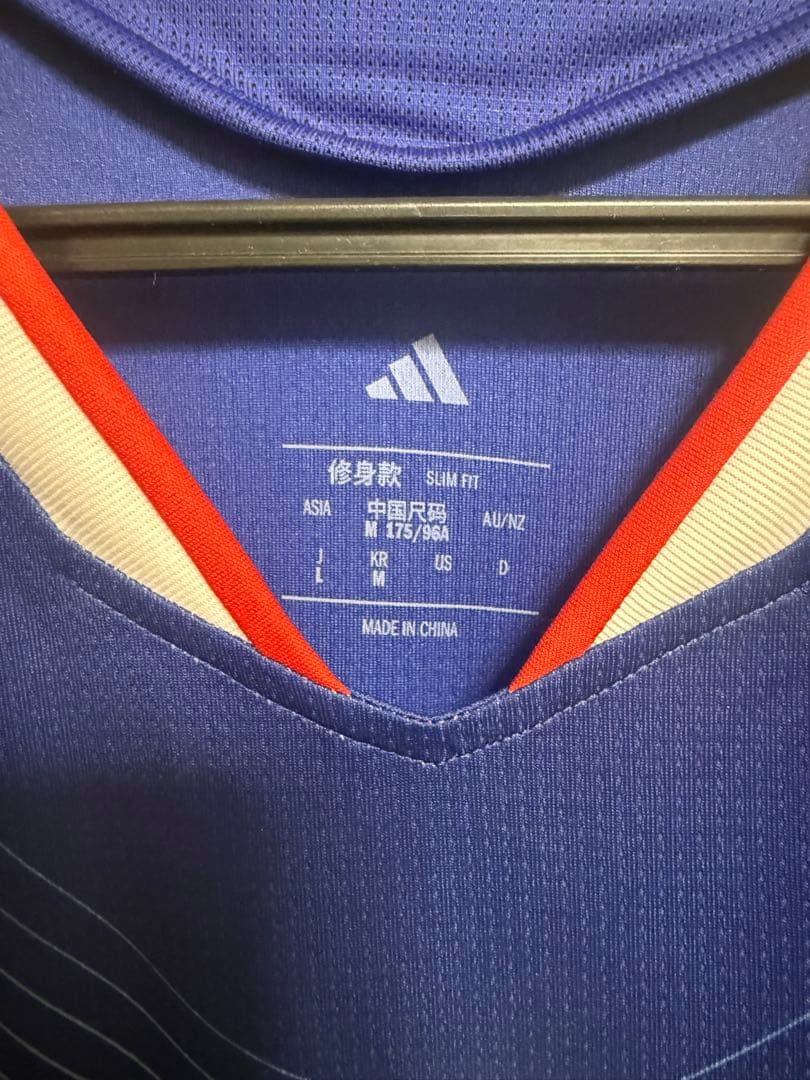 修身款 SLIM FIT
ASIA 中国尺码 AU/NZ
M 175/96A
J KR US D
L M
MADE IN CHINA